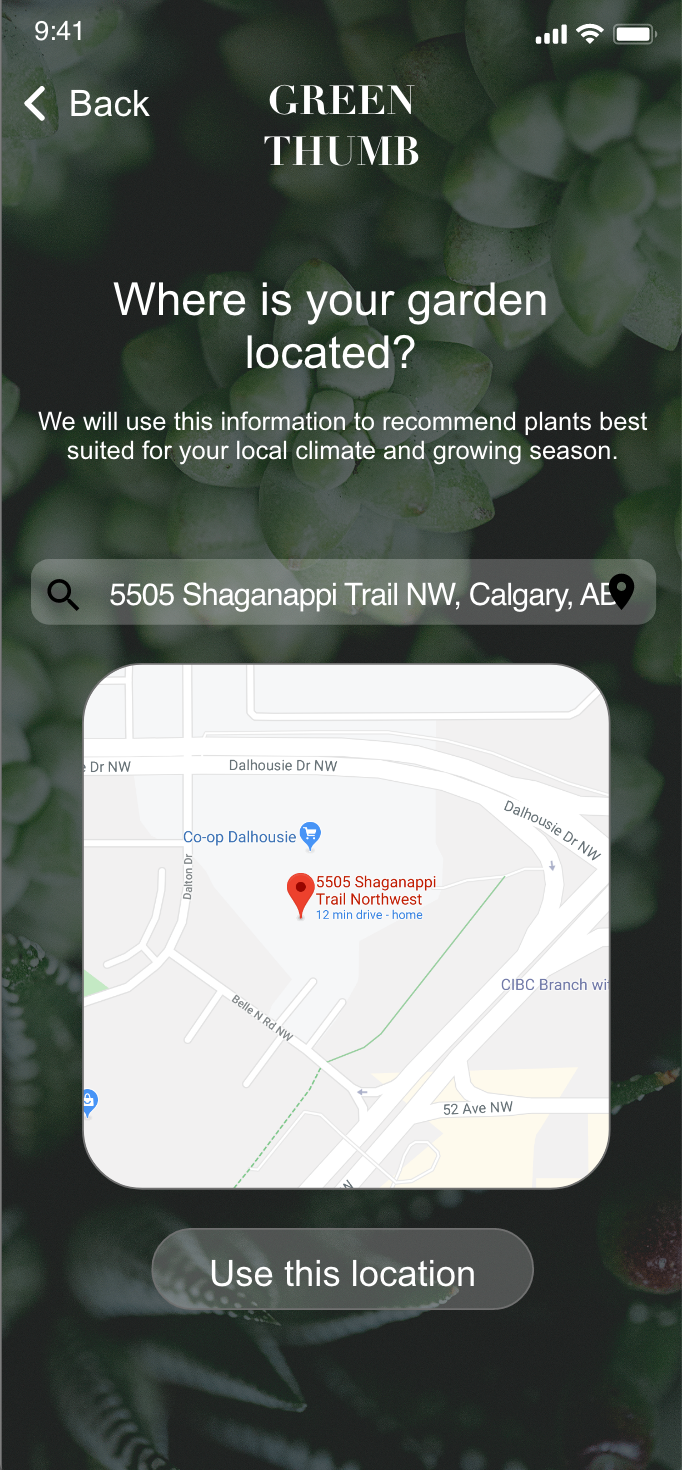 9:41
Back
GREEN
THUMB
Where is your garden
located?
We will use this information to recommend plants best
suited for your local climate and growing season.
5505 Shaganappi Trail NW, Calgary, AB
e Dr NW
Dalhousie Dr NW
Dalhousie Dr NW
Co-op Dalhousie
Dalton Dr
5505 Shaganappi
Trail Northwest
12 min drive - home
CIBC Branch wit
Belle N Rd NW
52 Ave NW
W
Use this location